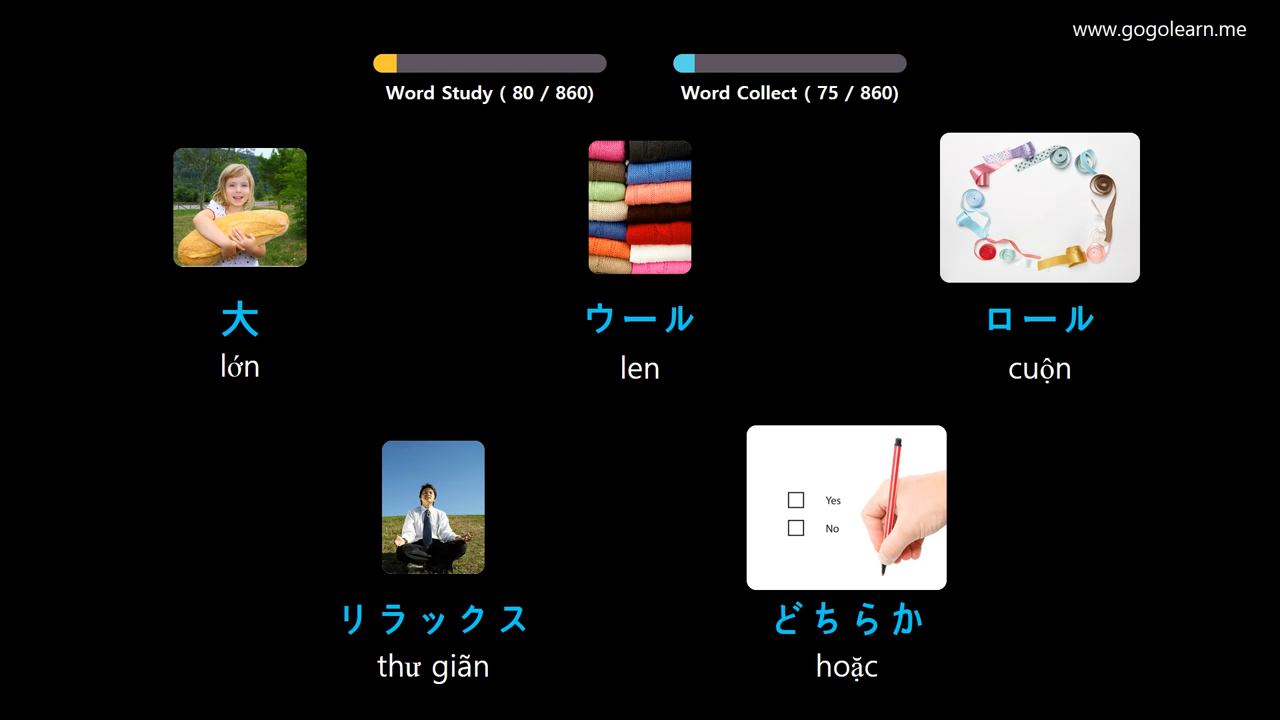 www.gogolearn.me
Word Study ( 80 / 860)
Word Collect ( 75 / 860)
大
ウール
ロール
lớn
len
cuộn
Yes
No
リラックス
どちらか
thư giãn
hoặc